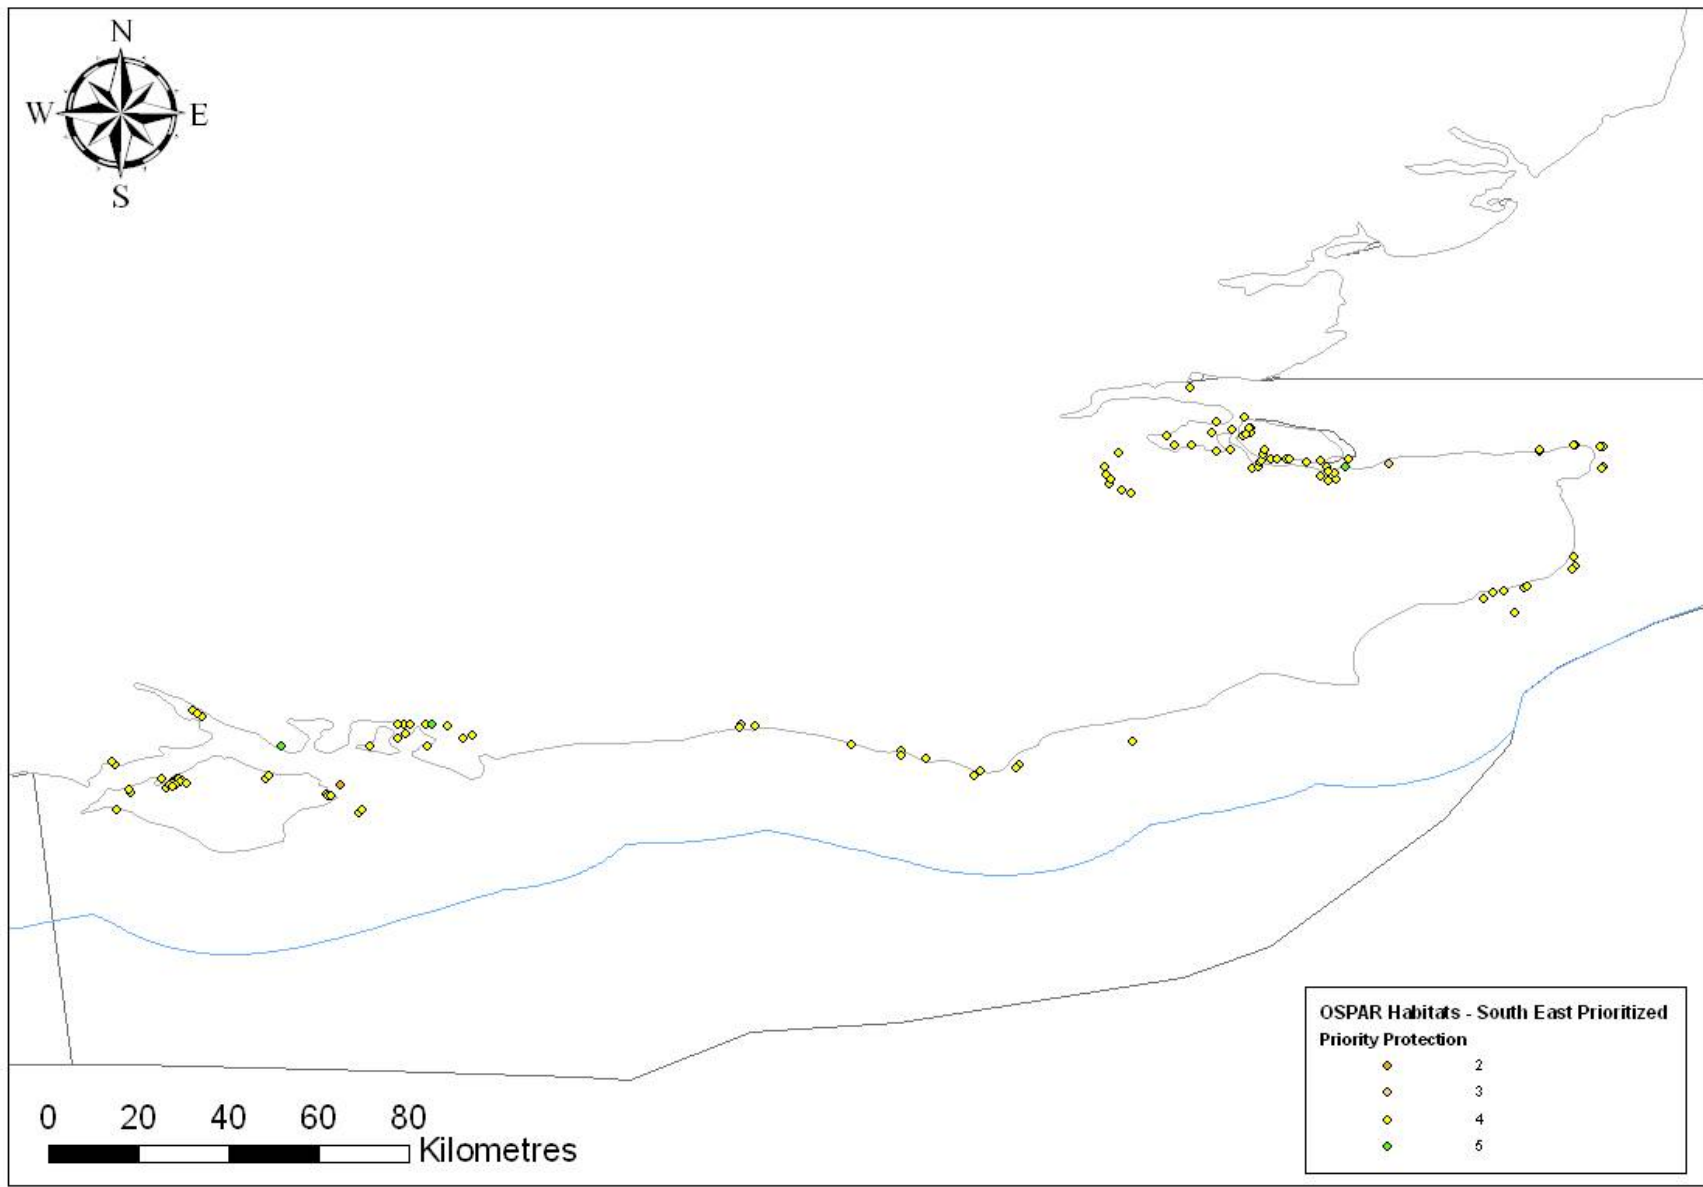 N
W E
S
OSPAR Habitats - South East Prioritized
Priority Protection
2
3
4
5
0 20 40 60 80
Kilometres